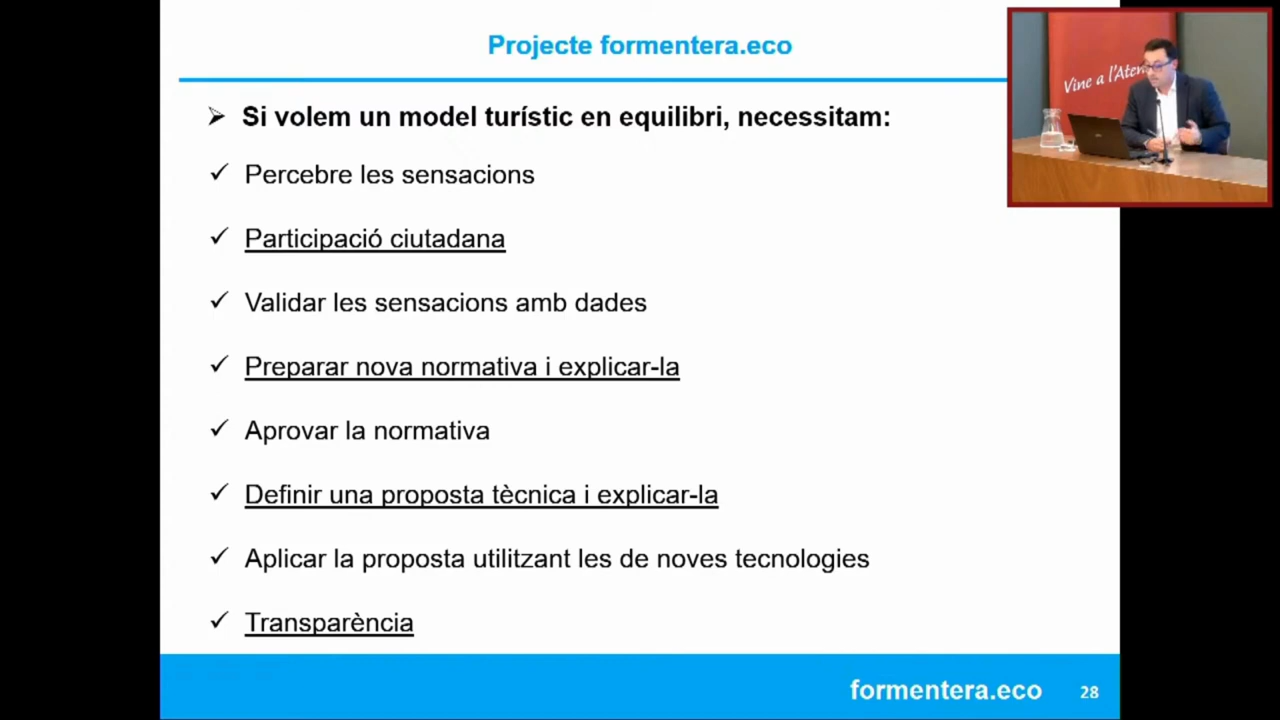 Projecte formentera.eco
Si volem un model turístic en equilibri, necessitam:
Percebre les sensacions
Participació ciutadana
Validar les sensacions amb dades
Preparar nova normativa i explicar-la
Aprovar la normativa
Definir una proposta tècnica i explicar-la
Aplicar la proposta utilitzant les de noves tecnologies
Transparència
formentera.eco 28
Vine a l'Aten